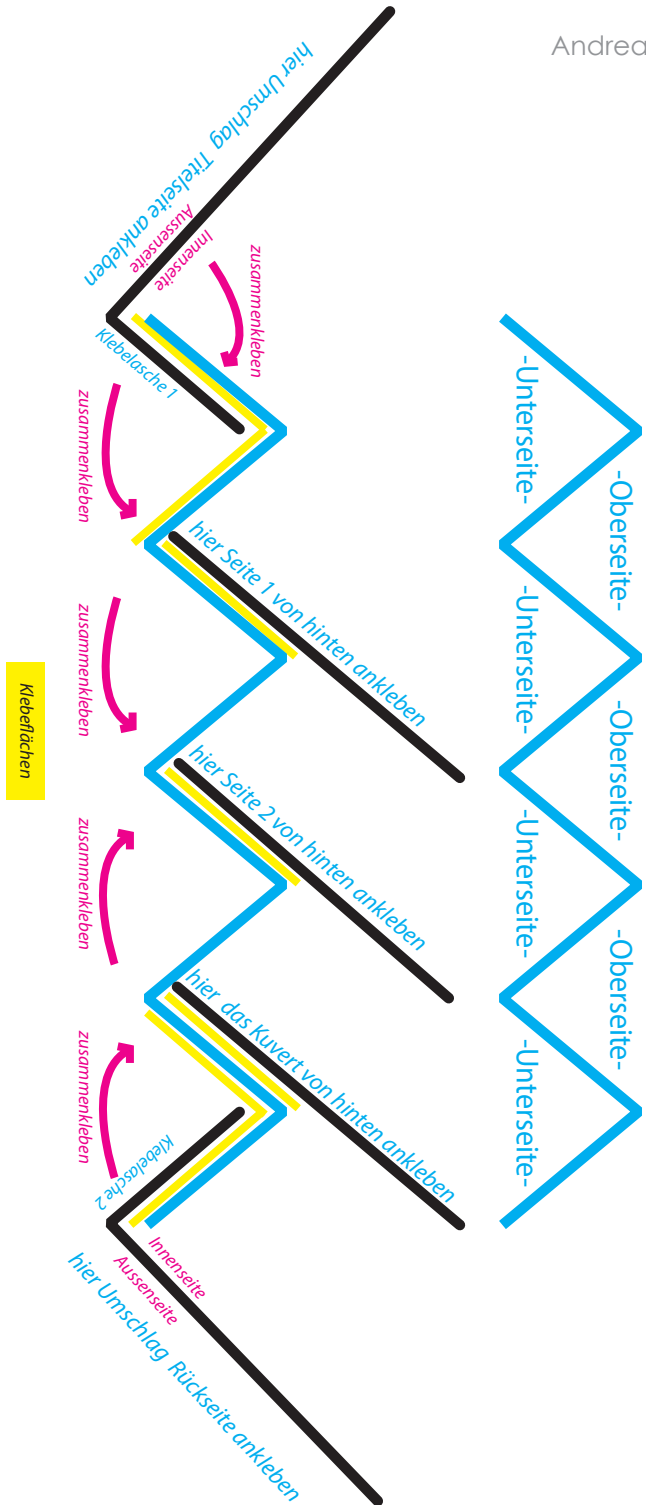 Andrea
hier Umschlag Titelseite ankleben
Aussenseite
Innenseite
zusammenkleben
Klebelasche 1
zusammenkleben
hier Seite 1 von hinten ankleben
zusammenkleben
hier Seite 2 von hinten ankleben
Klebeflächen
zusammenkleben
hier das Kuvert von hinten ankleben
zusammenkleben
Klebelasche 2
Innenseite
Aussenseite
hier Umschlag Rückseite ankleben
-Unterseite-
-Oberseite-
-Unterseite-
-Oberseite-
-Unterseite-
-Oberseite-
-Unterseite-